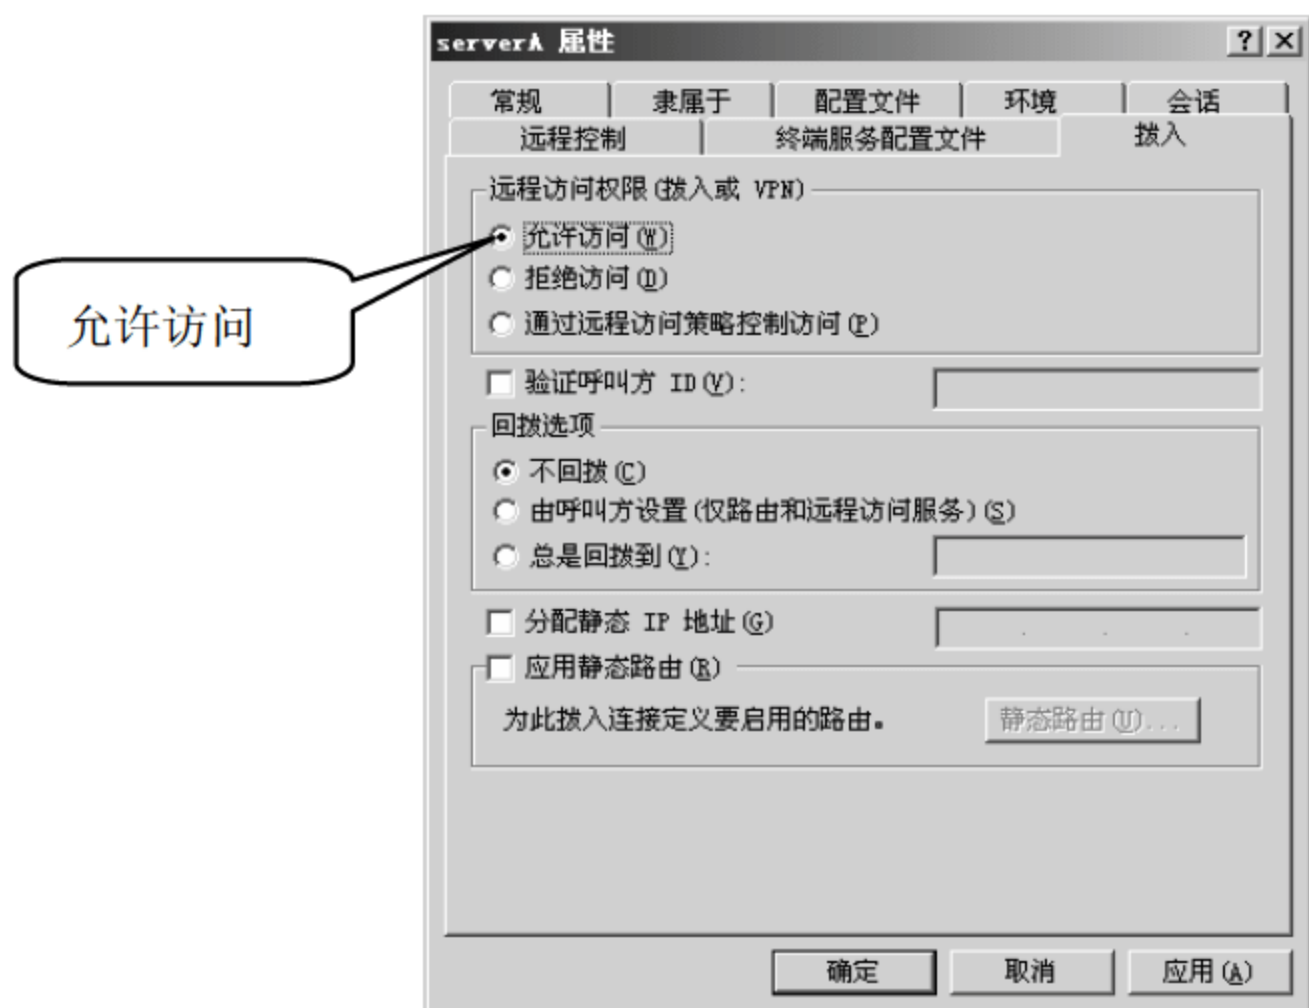 serverA 属性
常规 隶属于 配置文件 环境 会话
远程控制 终端服务配置文件 拨入
远程访问权限(拨入或 VPN)
允许访问(W)
拒绝访问(D)
通过远程访问策略控制访问(P)
允许访问
验证呼叫方 ID(V):
回拨选项
不回拨(C)
由呼叫方设置(仅路由和远程访问服务)(S)
总是回拨到(Y):
分配静态 IP 地址(G)
应用静态路由(R)
为此拨入连接定义要启用的路由。
静态路由(U)...
确定 取消 应用(A)